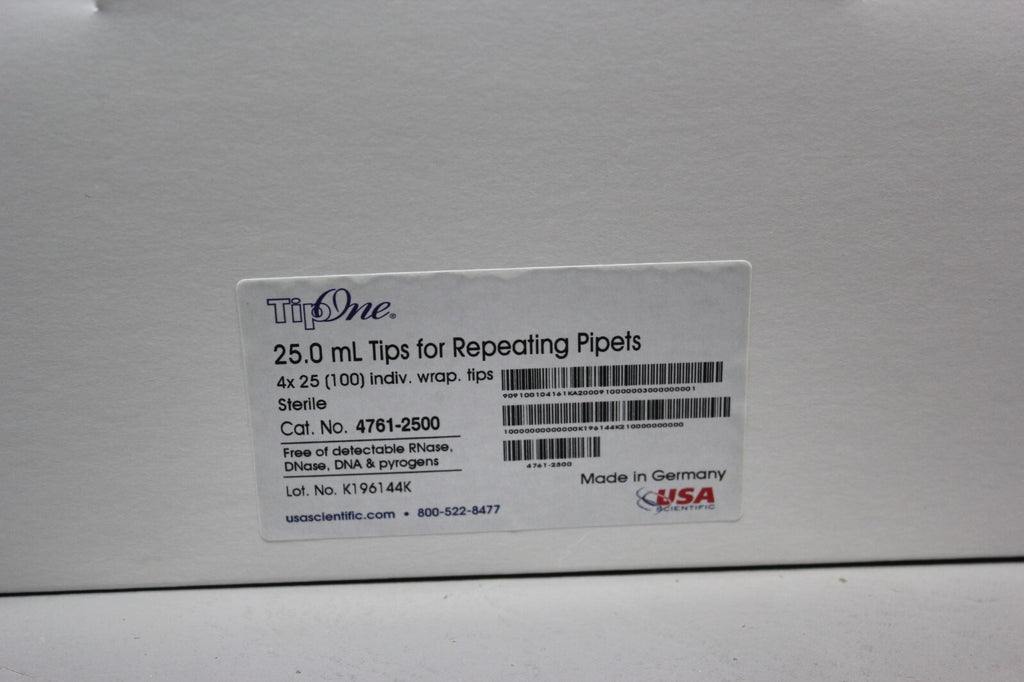 TipOne®
25.0 mL Tips for Repeating Pipets
4x 25 (100) indiv. wrap. tips
Sterile
Cat. No. 4761-2500
Free of detectable RNase,
DNase, DNA & pyrogens
Lot. No. K196144K
usascientific.com • 800-522-8477
909100104161KA20009100000030000000001
10000000000000K196144K210000000000
4761-2500
Made in Germany
USA
SCIENTIFIC